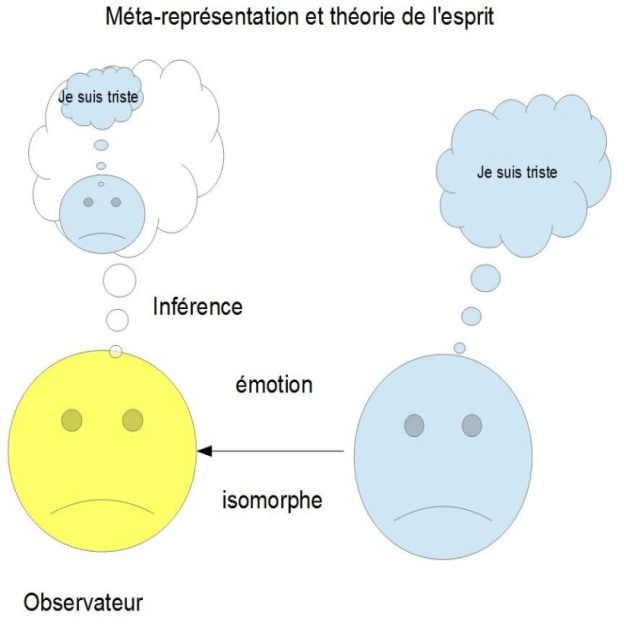 Méta-représentation et théorie de l'esprit
Je suis triste
Je suis triste
Inférence
émotion
isomorphe
Observateur